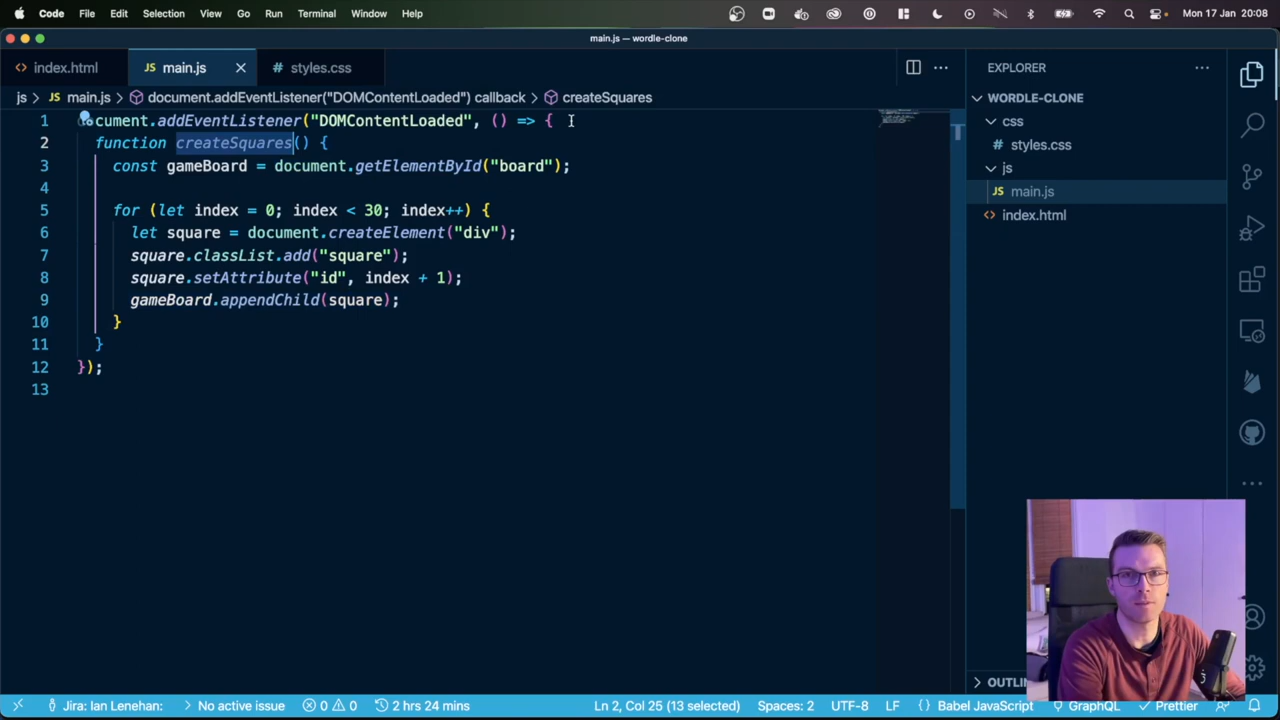 Code File Edit Selection View Go Run Terminal Window Help Mon 17 Jan 20:08
main.js — wordle-clone
index.html JS main.js styles.css EXPLORER
js > JS main.js > document.addEventListener("DOMContentLoaded") callback > createSquares
WORDLE-CLONE
css
styles.css
js
JS main.js
index.html
1 cument.addEventListener("DOMContentLoaded", () => {
2 function createSquares() {
3 const gameBoard = document.getElementById("board");
4
5 for (let index = 0; index < 30; index++) {
6 let square = document.createElement("div");
7 square.classList.add("square");
8 square.setAttribute("id", index + 1);
9 gameBoard.appendChild(square);
10 }
11 }
12 });
13
Jira: Ian Lenehan: No active issue 0 0 2 hrs 24 mins Ln 2, Col 25 (13 selected) Spaces: 2 UTF-8 LF {} Babel JavaScript GraphQL Prettier